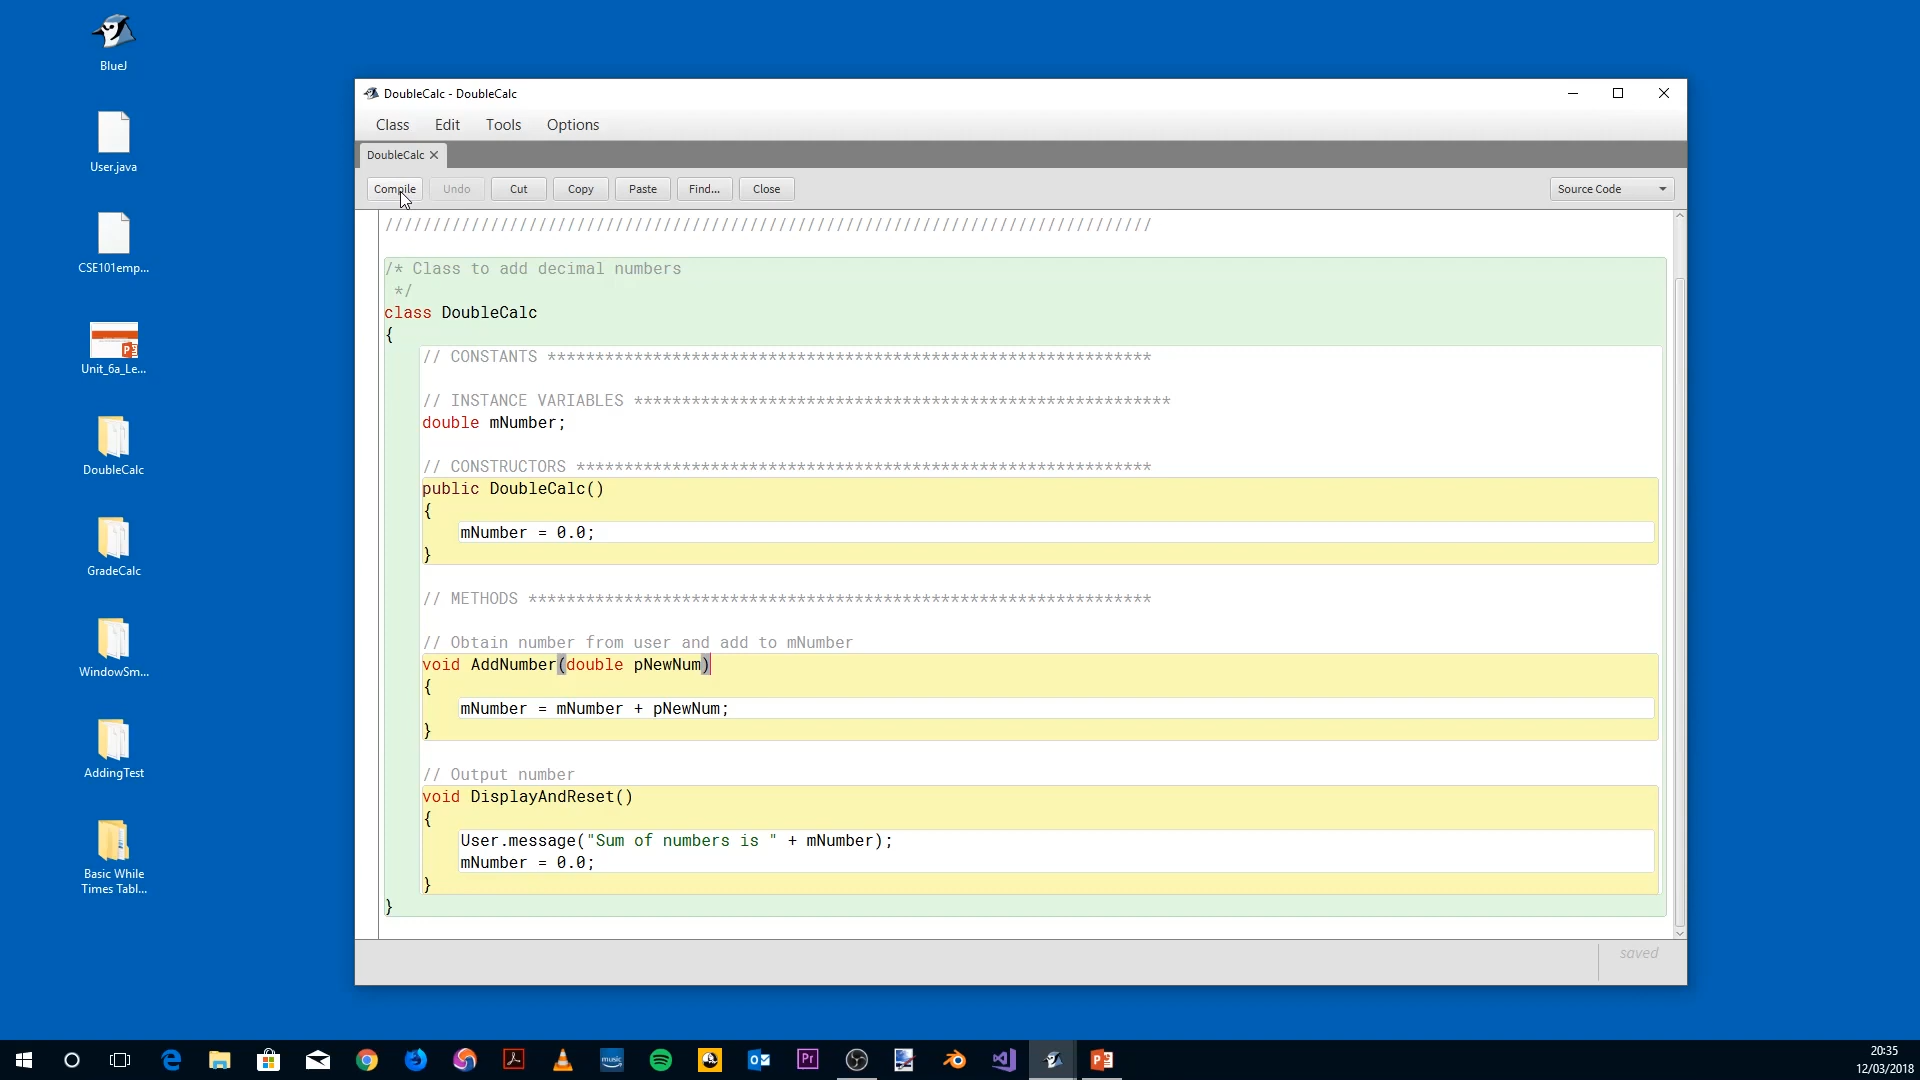 BlueJ
User.java
CSE101emp...
Unit_6a_Le...
DoubleCalc
GradeCalc
WindowSm...
AddingTest
Basic While
Times Tabl...
DoubleCalc - DoubleCalc
Class Edit Tools Options
DoubleCalc
Compile Undo Cut Copy Paste Find... Close Source Code
////////////////////////////////////////////////////////////////////////////////
/* Class to add decimal numbers
*/
class DoubleCalc
{
// CONSTANTS ***************************************************************
// INSTANCE VARIABLES ********************************************************
double mNumber;
// CONSTRUCTORS ************************************************************
public DoubleCalc()
{
mNumber = 0.0;
}
// METHODS *****************************************************************
// Obtain number from user and add to mNumber
void AddNumber(double pNewNum)
{
mNumber = mNumber + pNewNum;
}
// Output number
void DisplayAndReset()
{
User.message("Sum of numbers is " + mNumber);
mNumber = 0.0;
}
}
saved
music
Pr
20:35
12/03/2018